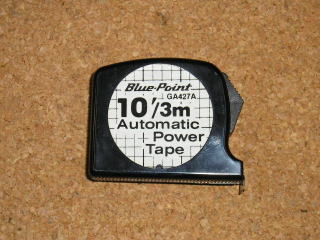 Blue-Point
GA427A
10'/3m
Automatic
Power
Tape